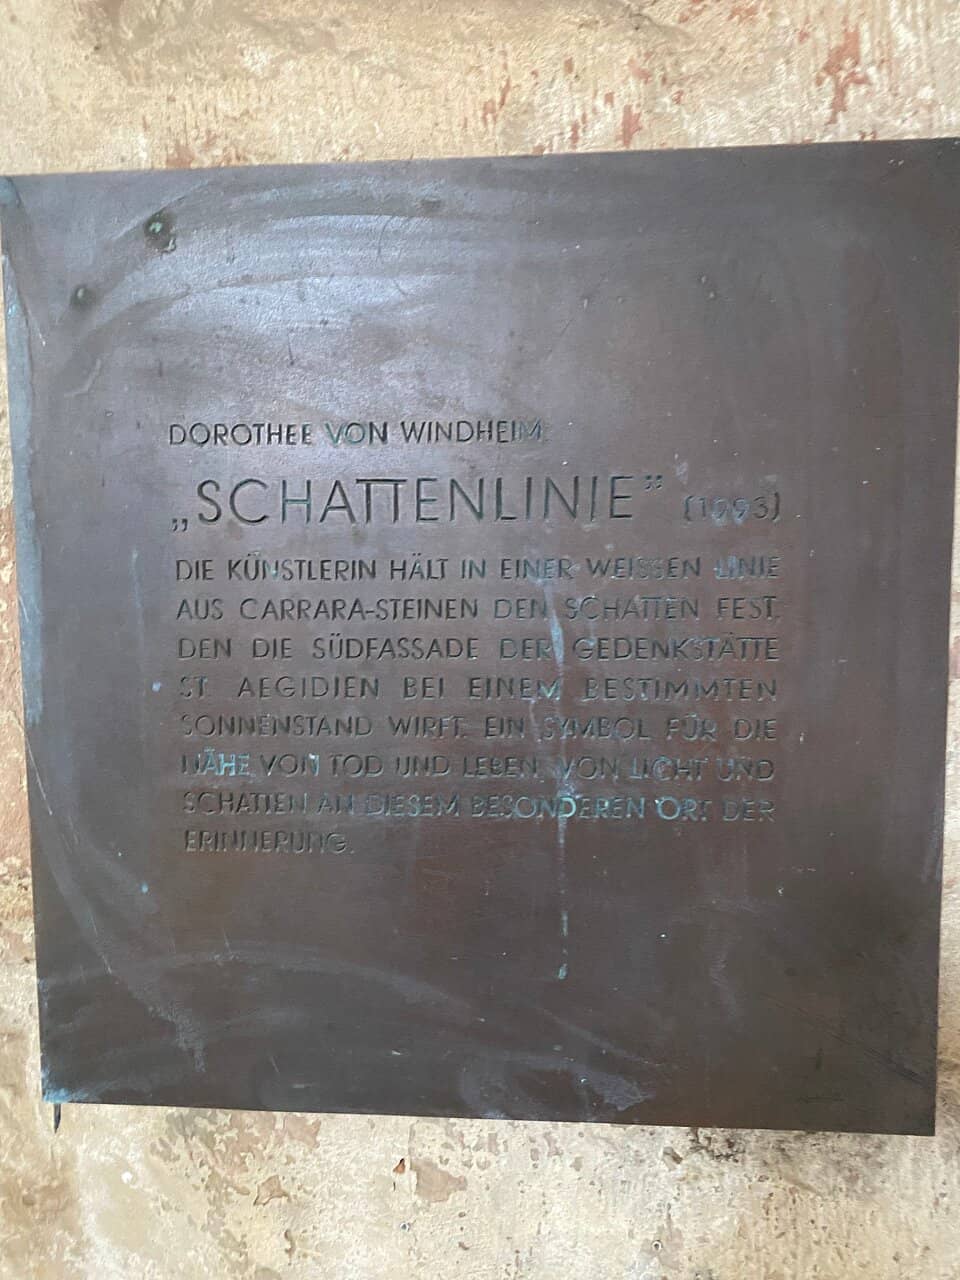 DOROTHEE VON WINDHEIM:
„SCHATTENLINIE” (1993)
DIE KÜNSTLERIN HÄLT IN EINER WEISSEN LINIE
AUS CARRARA-STEINEN DEN SCHATTEN FEST,
DEN DIE SÜDFASSADE DER GEDENKSTÄTTE
ST. AEGIDIEN BEI EINEM BESTIMMTEN
SONNENSTAND WIRFT. EIN SYMBOL FÜR DIE
NÄHE VON TOD UND LEBEN, VON LICHT UND
SCHATTEN AN DIESEM BESONDEREN ORT DER
ERINNERUNG.